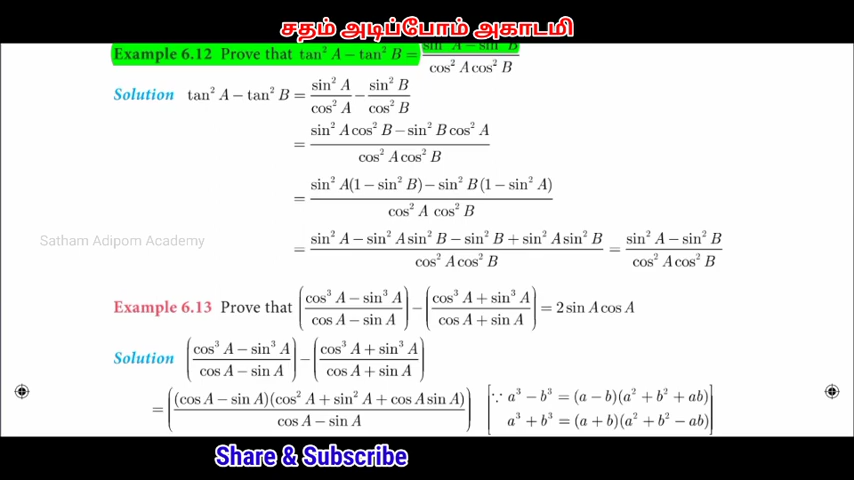 சதம் அடிப்போம் அகாடமி
Example 6.12 Prove that tan² A − tan² B = (sin² A − sin² B)/(cos² A cos² B)
Solution tan² A − tan² B = sin² A/cos² A − sin² B/cos² B
= (sin² A cos² B − sin² B cos² A)/(cos² A cos² B)
= (sin² A(1 − sin² B) − sin² B(1 − sin² A))/(cos² A cos² B)
Satham Adipom Academy
= (sin² A − sin² A sin² B − sin² B + sin² A sin² B)/(cos² A cos² B) = (sin² A − sin² B)/(cos² A cos² B)
Example 6.13 Prove that ((cos³ A − sin³ A)/(cos A − sin A)) − ((cos³ A + sin³ A)/(cos A + sin A)) = 2 sin A cos A
Solution ((cos³ A − sin³ A)/(cos A − sin A)) − ((cos³ A + sin³ A)/(cos A + sin A))
= (((cos A − sin A)(cos² A + sin² A + cos A sin A))/(cos A − sin A)) [∵ a³ − b³ = (a − b)(a² + b² + ab)
a³ + b³ = (a + b)(a² + b² − ab)]
Share & Subscribe